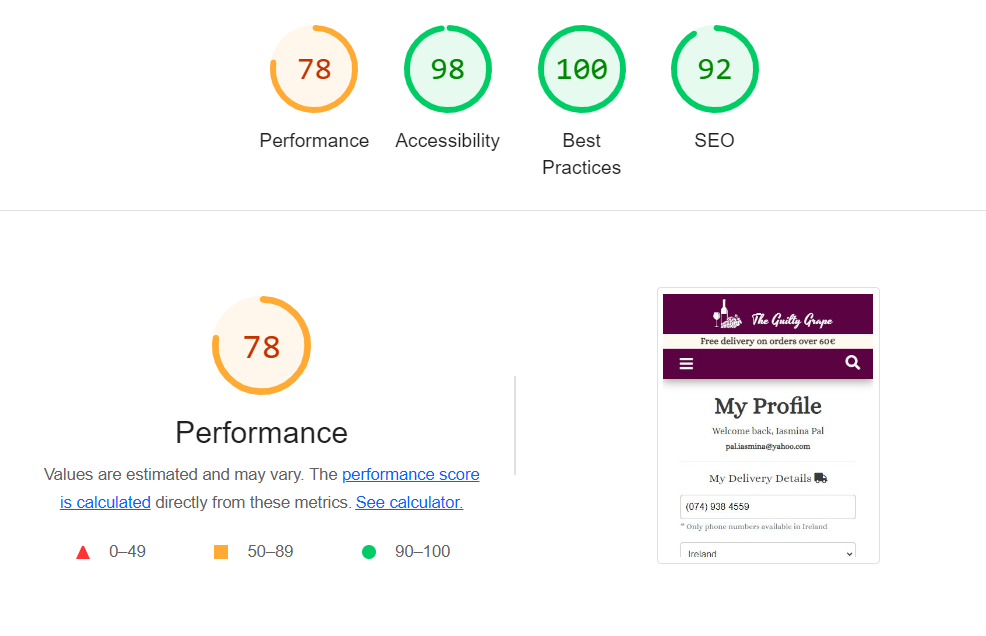 78
98
100
92
Performance
Accessibility
Best
Practices
SEO
78
Performance
Values are estimated and may vary. The performance score
is calculated directly from these metrics. See calculator.
0–49
50–89
90–100
The Guilty Grape
Free delivery on orders over 60€
My Profile
Welcome back, Iasmina Pal
pal.iasmina@yahoo.com
My Delivery Details
(074) 938 4559
* Only phone numbers available in Ireland
Ireland